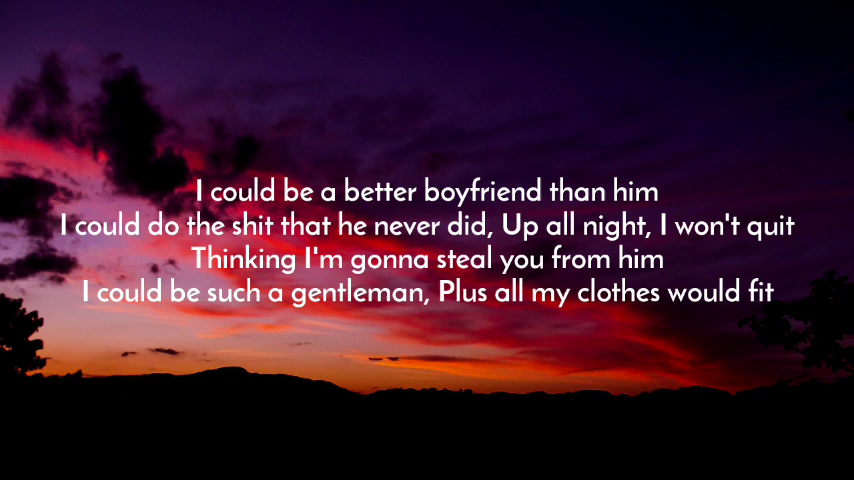 I could be a better boyfriend than him
I could do the shit that he never did, Up all night, I won't quit
Thinking I'm gonna steal you from him
I could be such a gentleman, Plus all my clothes would fit